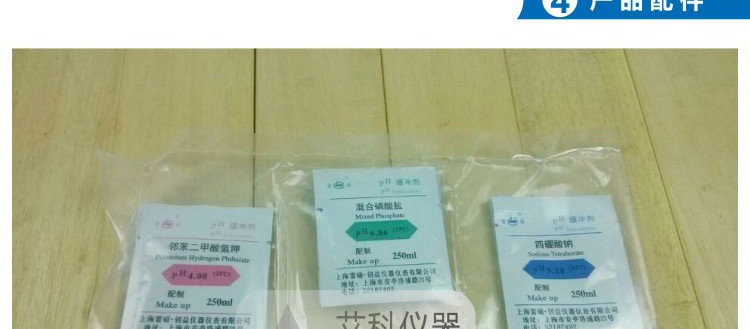 4 产品配件
pH 缓冲剂
邻苯二甲酸氢钾
Potassium Hydrogen Phthalate
pH 4.00 (25℃)
配制
Make up 250ml
上海雷磁-创益仪器仪表有限公司
pH 缓冲剂
混合磷酸盐
Mixed Phosphate
pH 6.86 (25℃)
配制
Make up 250ml
上海雷磁-创益仪器仪表有限公司
地址:上海市安亭洛浦路21号
pH 缓冲剂
四硼酸钠
Sodium Tetraborate
pH 9.18 (25℃)
配制
Make up 250ml
上海雷磁-创益仪器仪表有限公司
地址:上海市安亭洛浦路21号
艾科仪器